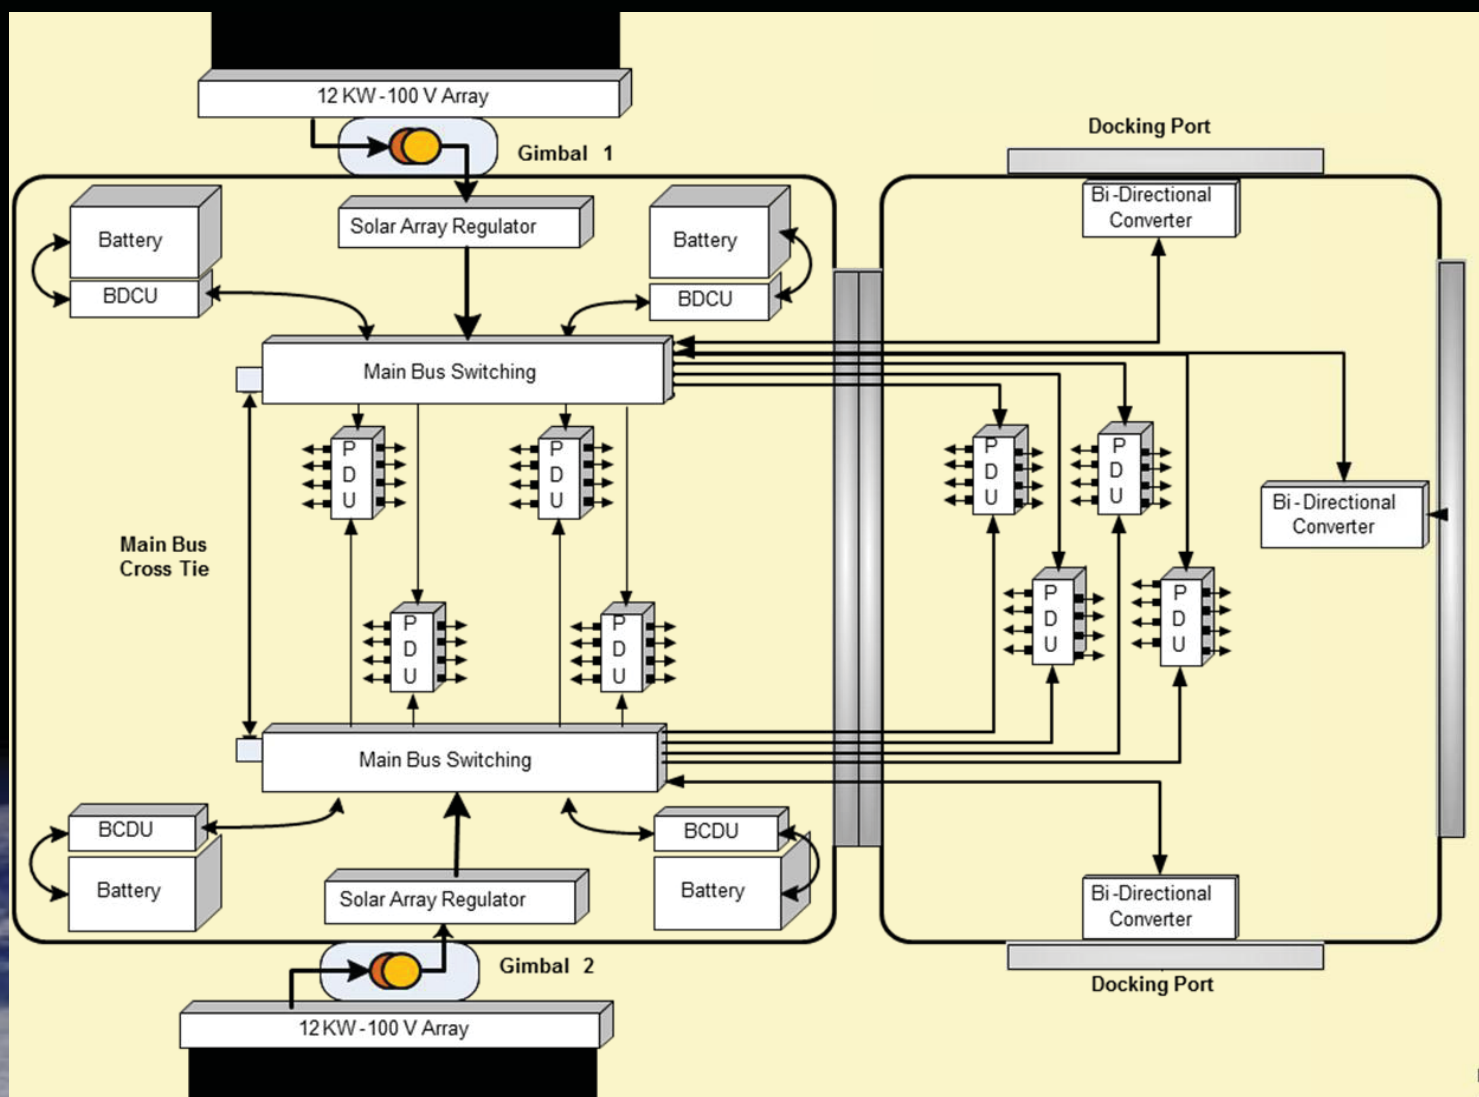 12 KW - 100 V Array
Gimbal 1
Docking Port
Bi-Directional
Converter
Battery
BDCU
Solar Array Regulator
Battery
BDCU
Main Bus Switching
P
D
U
P
D
U
P
D
U
P
D
U
Bi-Directional
Converter
Main Bus
Cross Tie
P
D
U
P
D
U
P
D
U
P
D
U
Main Bus Switching
BCDU
Battery
Solar Array Regulator
BCDU
Battery
Bi-Directional
Converter
Gimbal 2
Docking Port
12 KW - 100 V Array